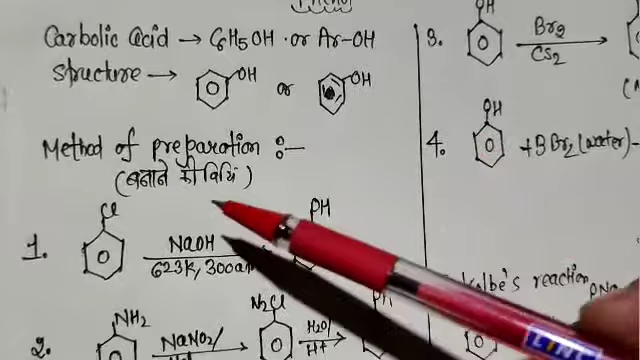 Carbolic Acid → C6H5OH · or Ar-OH
Structure → OH or OH
Method of preparation :-
(बनाने की विधि)
1. Cl NaOH
623K, 300atm
2. NH2 NaNO2/ N2Cl H2O/
H+
3. OH Br2
CS2
4. OH +3Br2 (water) -
kolbe's reaction
ONa